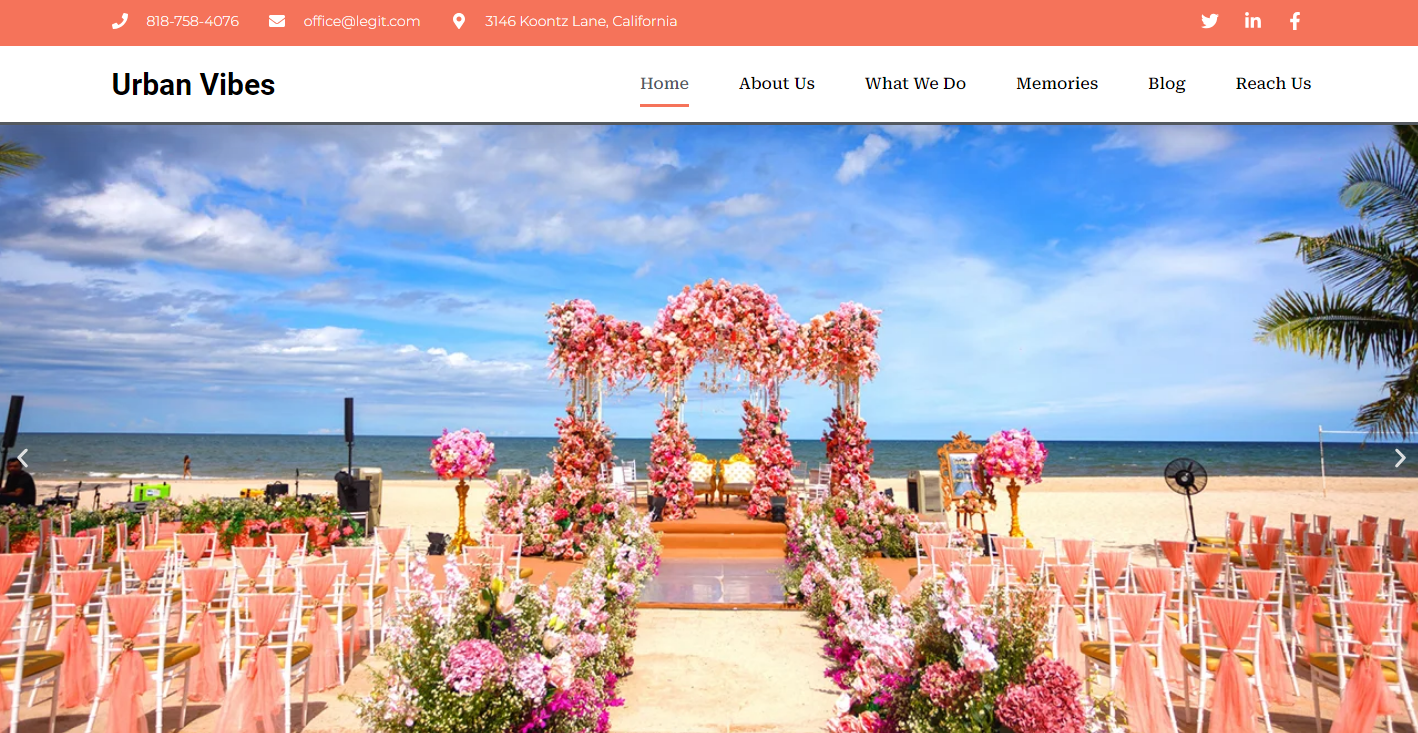 818-758-4076 office@legit.com 3146 Koontz Lane, California
Urban Vibes Home About Us What We Do Memories Blog Reach Us